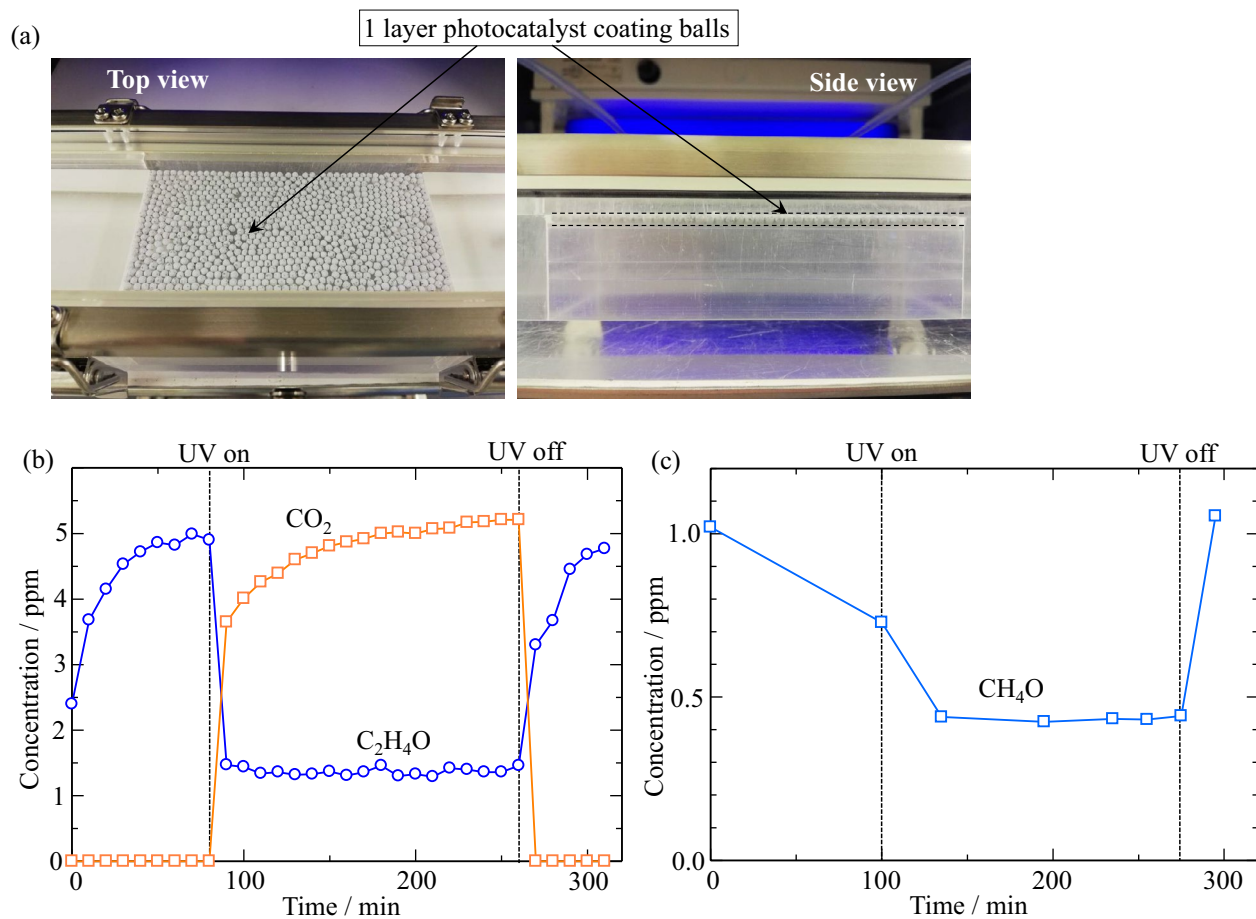 1 layer photocatalyst coating balls
(a)
Top view
Side view
(b)
UV on
UV off
CO₂
C₂H₄O
Concentration / ppm
6
5
4
3
2
1
0
0
100
200
300
Time / min
(c)
UV on
UV off
CH₄O
Concentration / ppm
1.0
0.5
0.0
0
100
200
300
Time / min